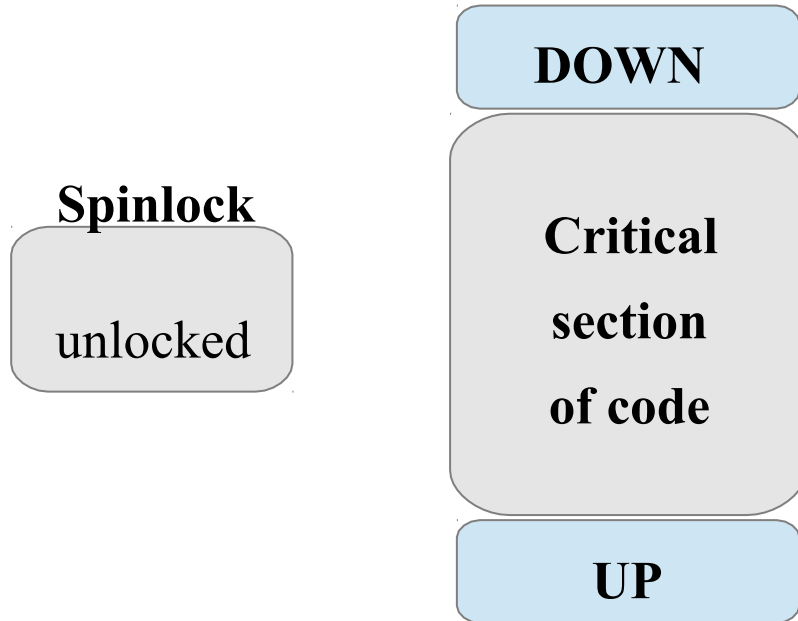 DOWN
Spinlock
unlocked
Critical
section
of code
UP